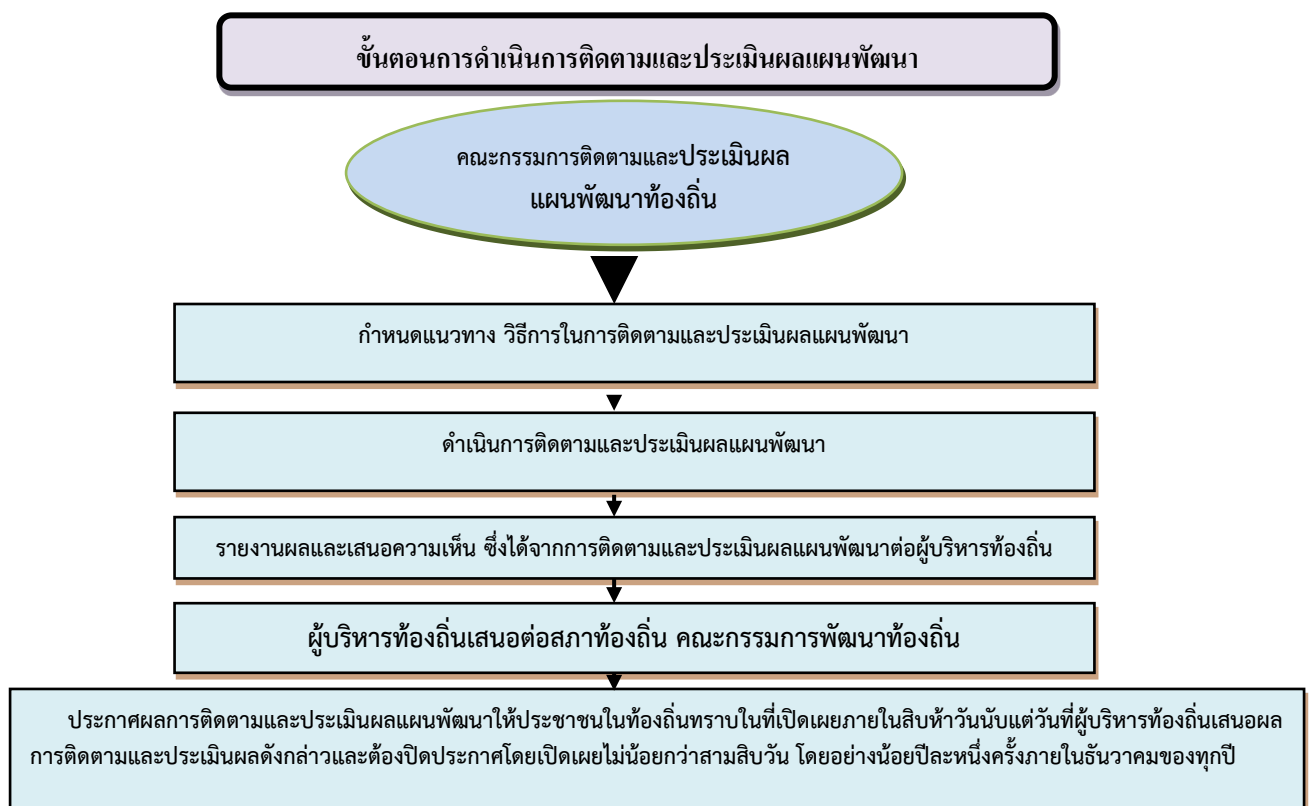 ขั้นตอนการดำเนินการติดตามและประเมินผลแผนพัฒนา
คณะกรรมการติดตามและประเมินผล
แผนพัฒนาท้องถิ่น
กำหนดแนวทาง วิธีการในการติดตามและประเมินผลแผนพัฒนา
ดำเนินการติดตามและประเมินผลแผนพัฒนา
รายงานผลและเสนอความเห็น ซึ่งได้จากการติดตามและประเมินผลแผนพัฒนาต่อผู้บริหารท้องถิ่น
ผู้บริหารท้องถิ่นเสนอต่อสภาท้องถิ่น คณะกรรมการพัฒนาท้องถิ่น
ประกาศผลการติดตามและประเมินผลแผนพัฒนาให้ประชาชนในท้องถิ่นทราบในที่เปิดเผยภายในสิบห้าวันนับแต่วันที่ผู้บริหารท้องถิ่นเสนอผล
การติดตามและประเมินผลดังกล่าวและต้องปิดประกาศโดยเปิดเผยไม่น้อยกว่าสามสิบวัน โดยอย่างน้อยปีละหนึ่งครั้งภายในธันวาคมของทุกปี